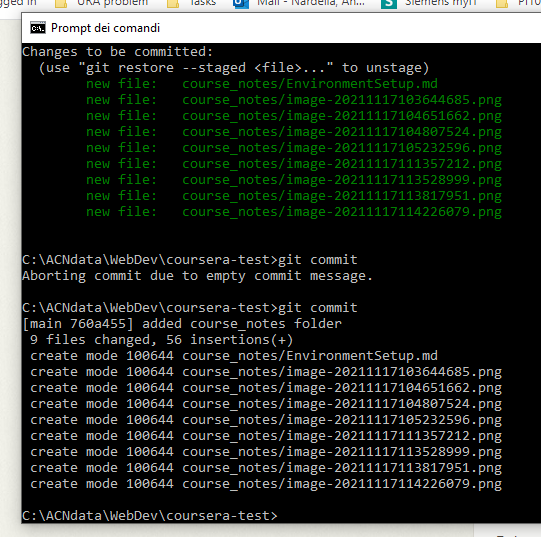 URA problem Tasks Mail - Nardella, An... Siemens myIT
Prompt dei comandi
Changes to be committed:
(use "git restore --staged <file>..." to unstage)
new file: course_notes/EnvironmentSetup.md
new file: course_notes/image-20211117103644685.png
new file: course_notes/image-20211117104651662.png
new file: course_notes/image-20211117104807524.png
new file: course_notes/image-20211117105232596.png
new file: course_notes/image-20211117111357212.png
new file: course_notes/image-20211117113528999.png
new file: course_notes/image-20211117113817951.png
new file: course_notes/image-20211117114226079.png
C:\ACNdata\WebDev\coursera-test>git commit
Aborting commit due to empty commit message.
C:\ACNdata\WebDev\coursera-test>git commit
[main 760a455] added course_notes folder
9 files changed, 56 insertions(+)
create mode 100644 course_notes/EnvironmentSetup.md
create mode 100644 course_notes/image-20211117103644685.png
create mode 100644 course_notes/image-20211117104651662.png
create mode 100644 course_notes/image-20211117104807524.png
create mode 100644 course_notes/image-20211117105232596.png
create mode 100644 course_notes/image-20211117111357212.png
create mode 100644 course_notes/image-20211117113528999.png
create mode 100644 course_notes/image-20211117113817951.png
create mode 100644 course_notes/image-20211117114226079.png
C:\ACNdata\WebDev\coursera-test>